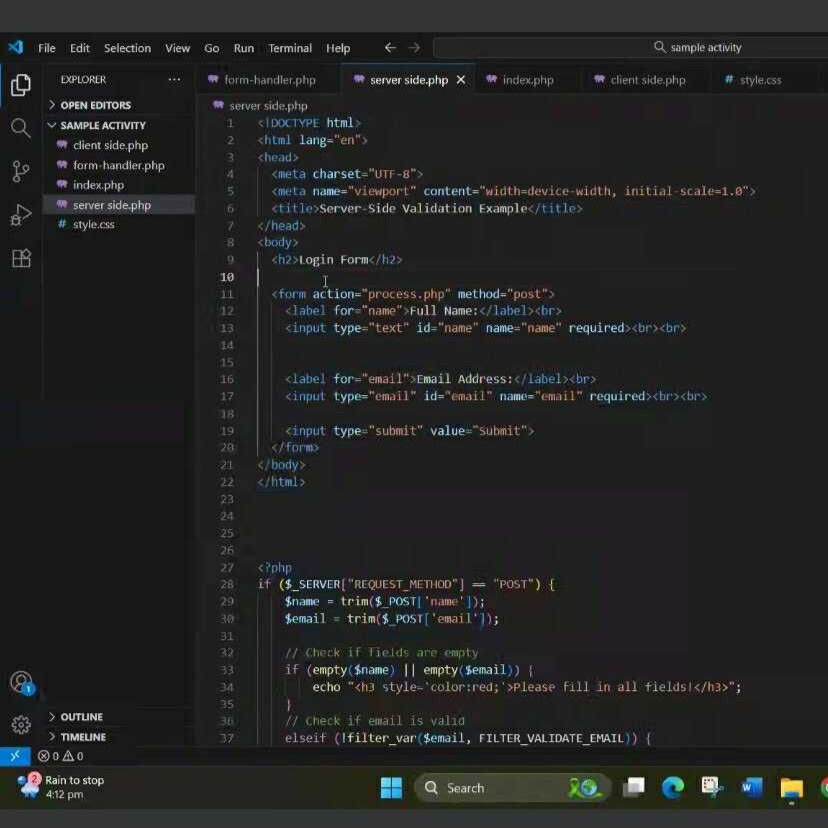 File Edit Selection View Go Run Terminal Help
sample activity
EXPLORER ...
OPEN EDITORS
SAMPLE ACTIVITY
client side.php
form-handler.php
index.php
server side.php
style.css
OUTLINE
TIMELINE
form-handler.php server side.php index.php client side.php style.css
server side.php
1 <!DOCTYPE html>
2 <html lang="en">
3 <head>
4 <meta charset="UTF-8">
5 <meta name="viewport" content="width=device-width, initial-scale=1.0">
6 <title>Server-Side Validation Example</title>
7 </head>
8 <body>
9 <h2>Login Form</h2>
10
11 <form action="process.php" method="post">
12 <label for="name">Full Name:</label><br>
13 <input type="text" id="name" name="name" required><br><br>
14
15
16 <label for="email">Email Address:</label><br>
17 <input type="email" id="email" name="email" required><br><br>
18
19 <input type="submit" value="Submit">
20 </form>
21 </body>
22 </html>
23
24
25
26
27 <?php
28 if ($_SERVER["REQUEST_METHOD"] == "POST") {
29 $name = trim($_POST['name']);
30 $email = trim($_POST['email']);
31
32 // Check if fields are empty
33 if (empty($name) || empty($email)) {
34 echo "<h3 style='color:red;'>Please fill in all fields!</h3>";
35 }
36 // Check if email is valid
37 elseif (!filter_var($email, FILTER_VALIDATE_EMAIL)) {
1
0 0
2
Rain to stop
4:12 pm
Search